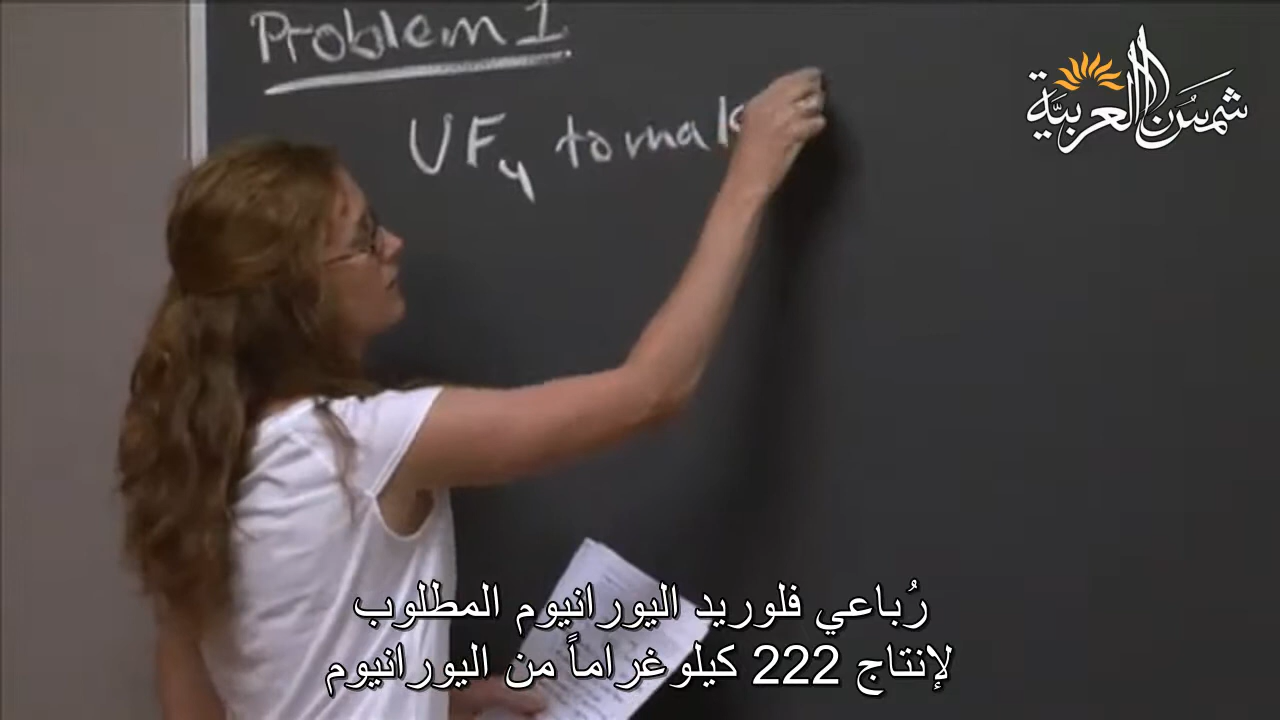 Problem 1
UF₄ to mak
شمس العربية
رُباعي فلوريد اليورانيوم المطلوب
لإنتاج 222 كيلوغراماً من اليورانيوم